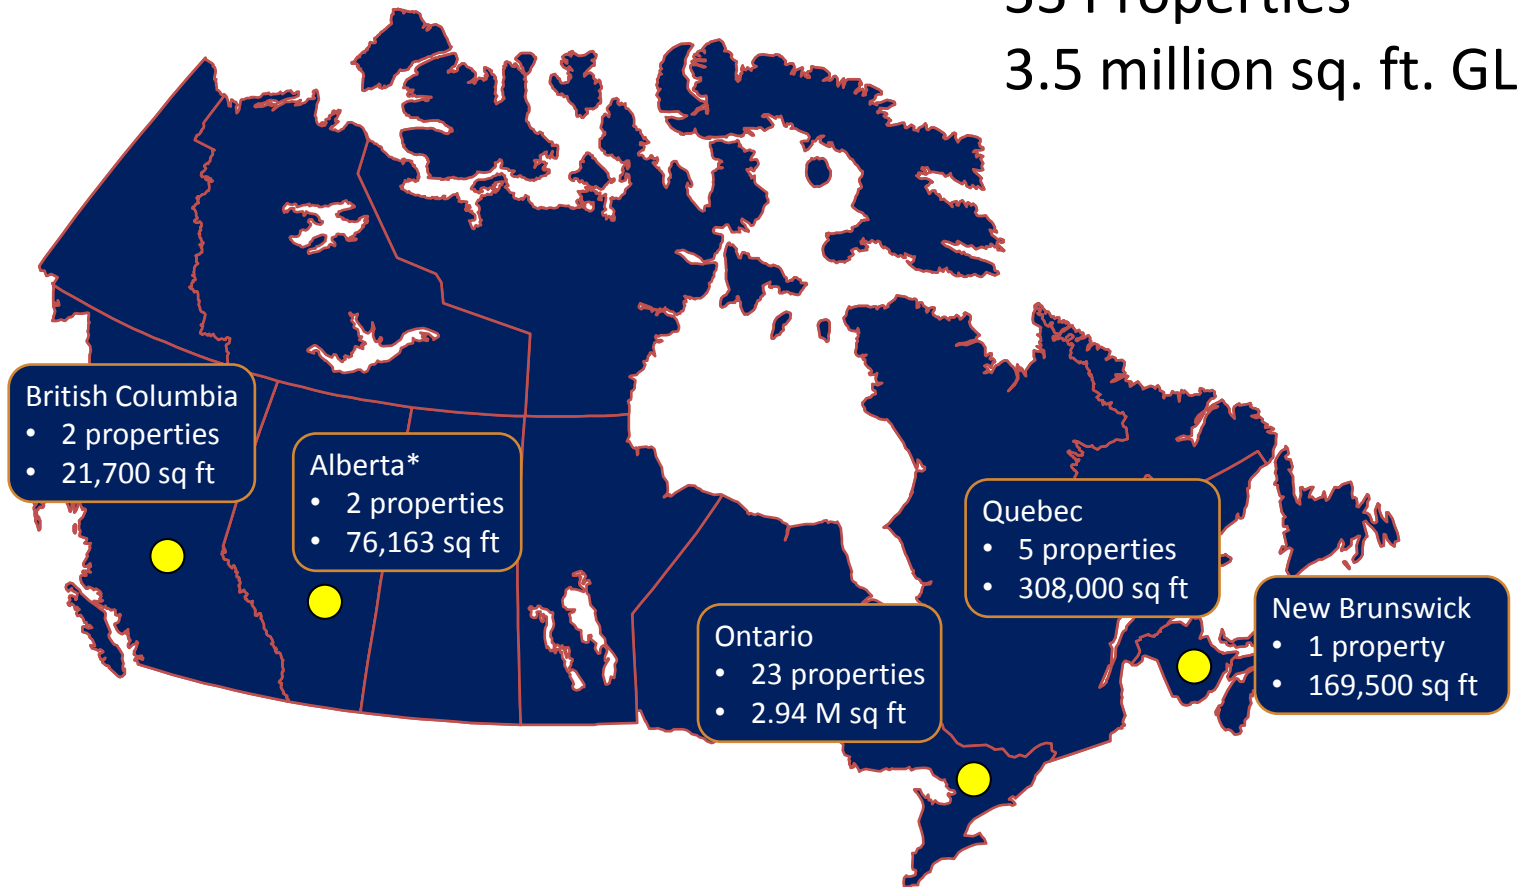 33 Properties
3.5 million sq. ft. GL
British Columbia
• 2 properties
• 21,700 sq ft
Alberta*
• 2 properties
• 76,163 sq ft
Quebec
• 5 properties
• 308,000 sq ft
New Brunswick
• 1 property
• 169,500 sq ft
Ontario
• 23 properties
• 2.94 M sq ft